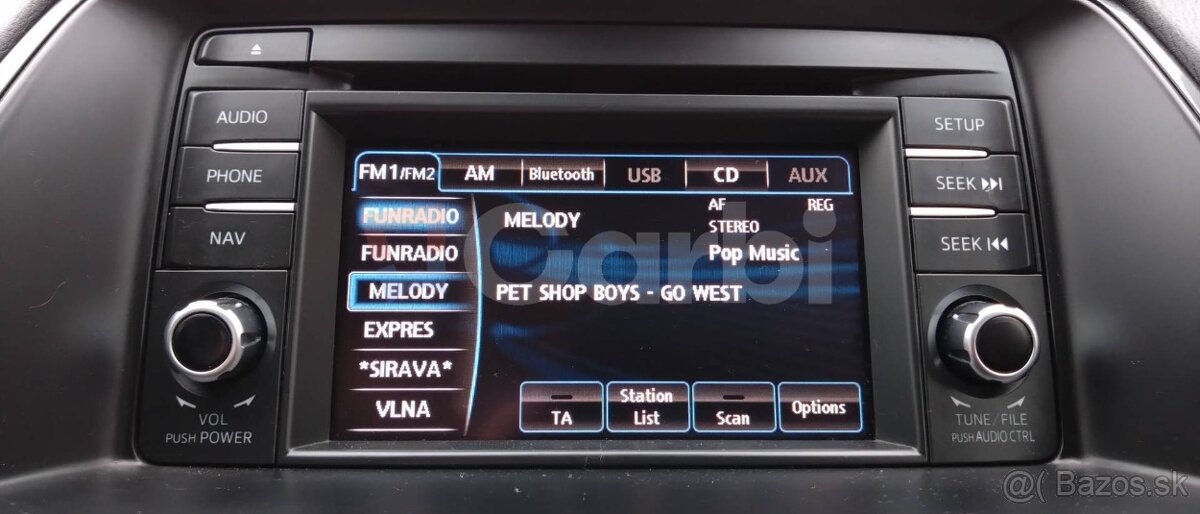 AUDIO
PHONE
NAV
VOL
PUSH POWER
FM1/FM2 AM Bluetooth USB CD AUX
FUNRADIO
FUNRADIO
MELODY
EXPRES
*SIRAVA*
VLNA
MELODY
AF REG
STEREO
Pop Music
PET SHOP BOYS - GO WEST
TA
Station List
Scan
Options
SETUP
SEEK
SEEK
TUNE/FILE
PUSH AUDIO CTRL
Carbi
@( Bazos.sk